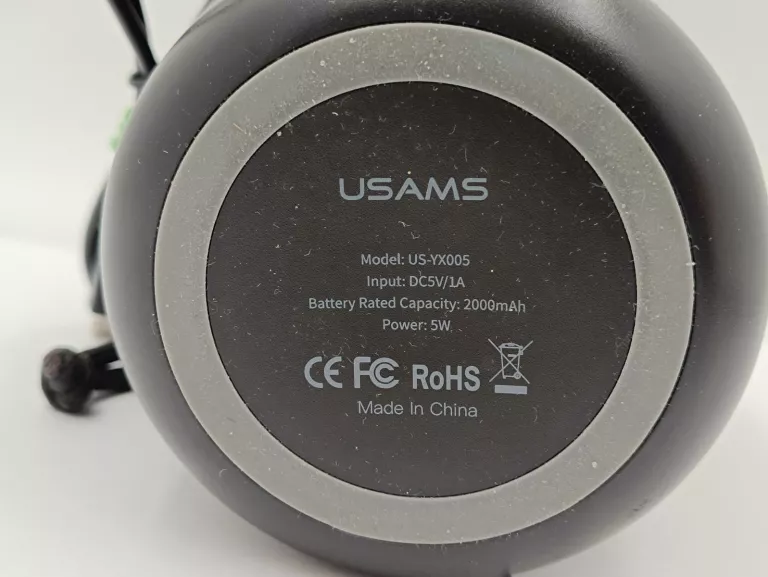 USAMS
Model: US-YX005
Input: DC5V/1A
Battery Rated Capacity: 2000mAh
Power: 5W
CE FC RoHS
Made In China